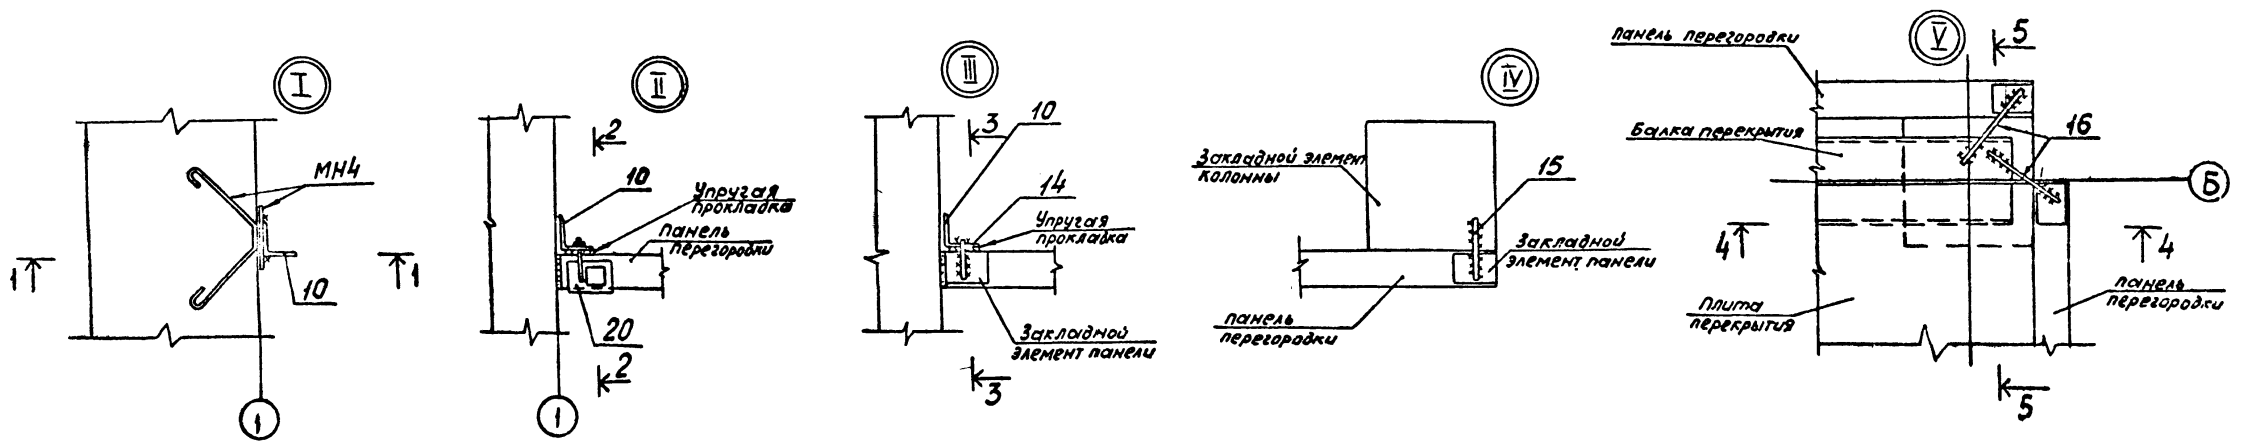 I
МН4
10
1
1
1
II
2
10
Упругая
прокладка
панель
перегородки
20
2
1
III
3
10
14
Упругая
прокладка
Закладной
элемент панели
3
IV
Закладной элемент
колонны
15
Закладной
элемент панели
панель
перегородки
V
5
панель перегородки
Балка перекрытия
16
Б
4
4
Плита
перекрытия
панель
перегородки
5